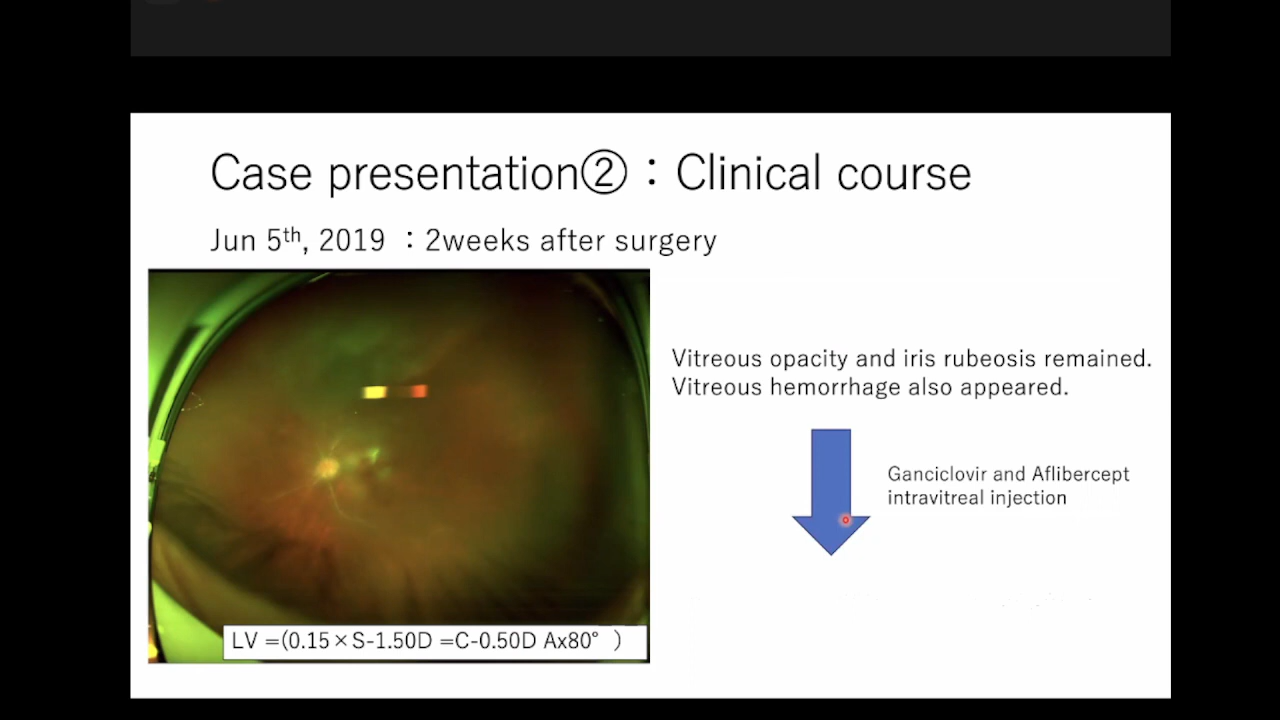 Case presentation②：Clinical course
Jun 5th, 2019 ：2weeks after surgery
Vitreous opacity and iris rubeosis remained.
Vitreous hemorrhage also appeared.
Ganciclovir and Aflibercept
intravitreal injection
LV =(0.15×S-1.50D =C-0.50D Ax80° )